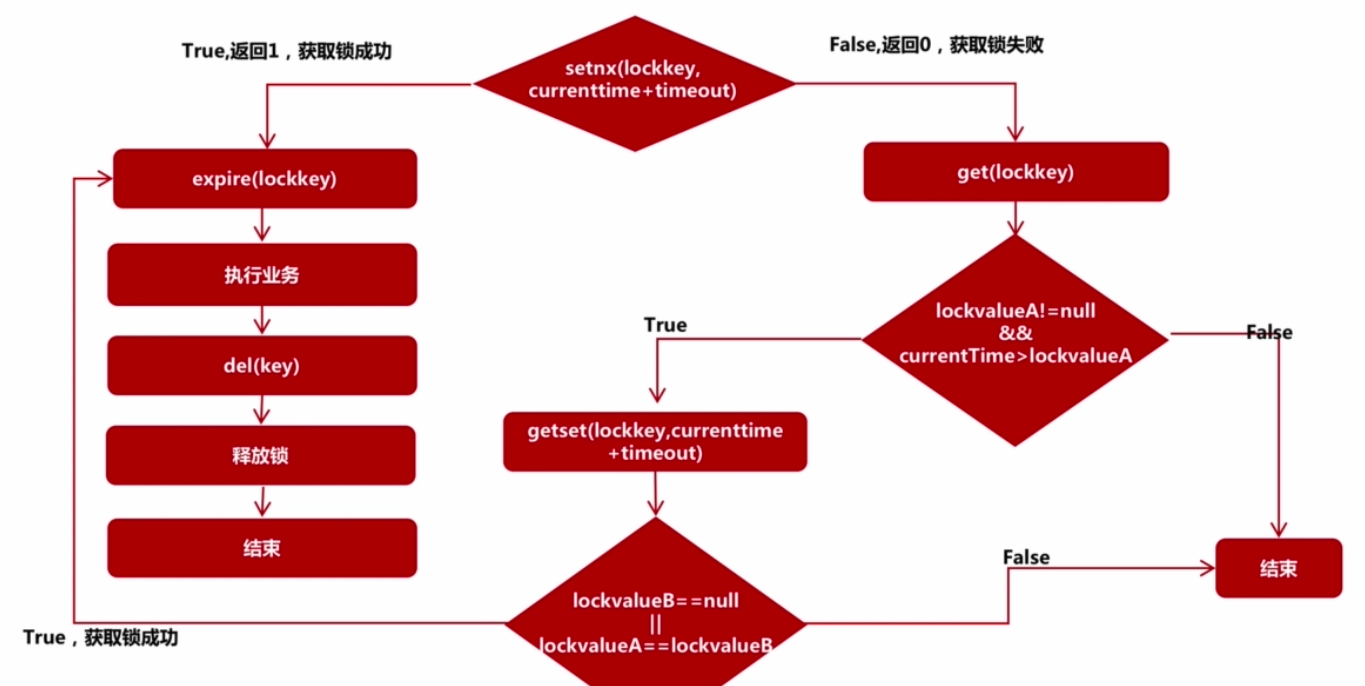 True,返回1，获取锁成功
False,返回0，获取锁失败
setnx(lockkey,
currenttime+timeout)
expire(lockkey)
get(lockkey)
执行业务
lockvalueA!=null
&&
currentTime>lockvalueA
True
False
del(key)
getset(lockkey,currenttime
+timeout)
释放锁
结束
False
结束
lockvalueB==null
||
lockvalueA==lockvalueB
True，获取锁成功